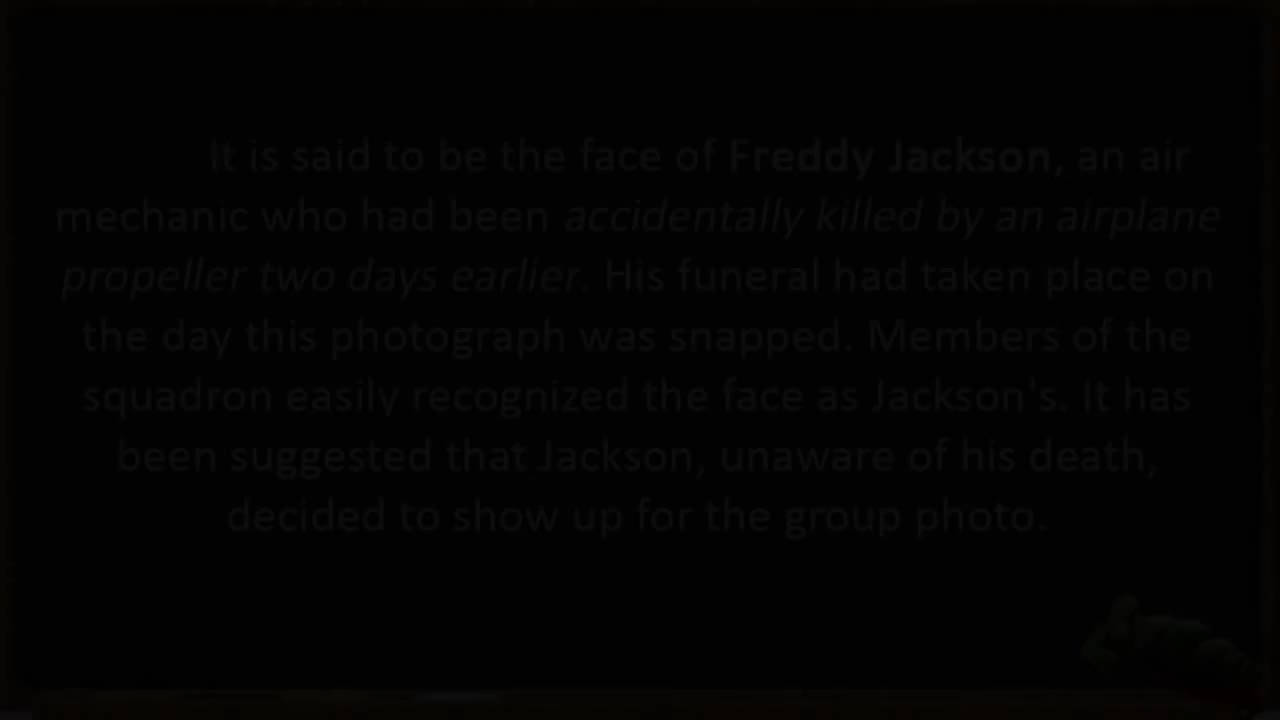 It is said to be the face of Freddy Jackson, an air
mechanic who had been accidentally killed by an airplane
propeller two days earlier. His funeral had taken place on
the day this photograph was snapped. Members of the
squadron easily recognized the face as Jackson's. It has
been suggested that Jackson, unaware of his death,
decided to show up for the group photo.